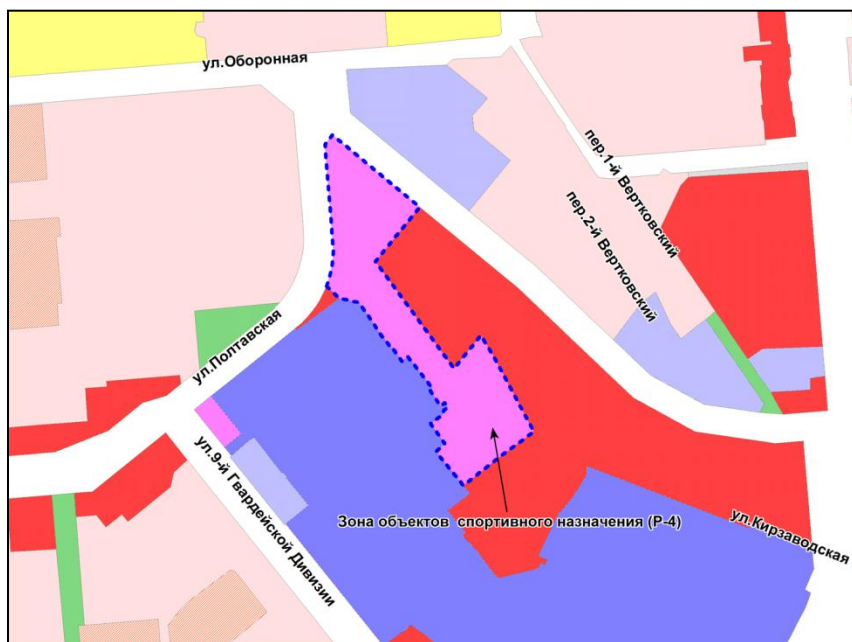 ул.Оборонная
пер.1-й Вертковский
пер.2-й Вертковский
ул.Полтавская
ул.9-й Гвардейской Дивизии
Зона объектов  спортивного назначения (Р-4)
ул.Кирзаводская